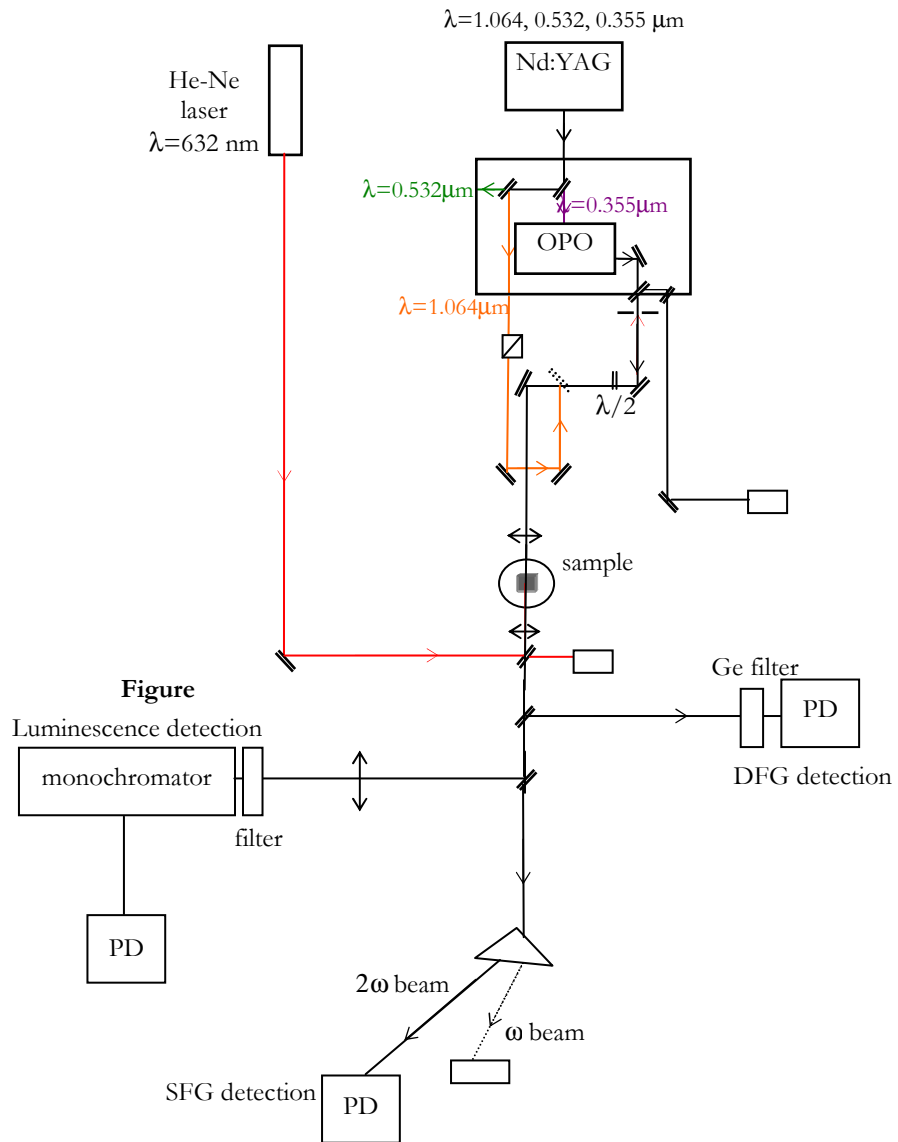 λ=1.064, 0.532, 0.355 μm
Nd:YAG
He-Ne
laser
λ=632 nm
λ=0.532μm
λ=0.355μm
OPO
λ=1.064μm
λ/2
sample
Ge filter
PD
DFG detection
Figure
Luminescence detection
monochromator
filter
PD
2ω beam
ω beam
SFG detection
PD